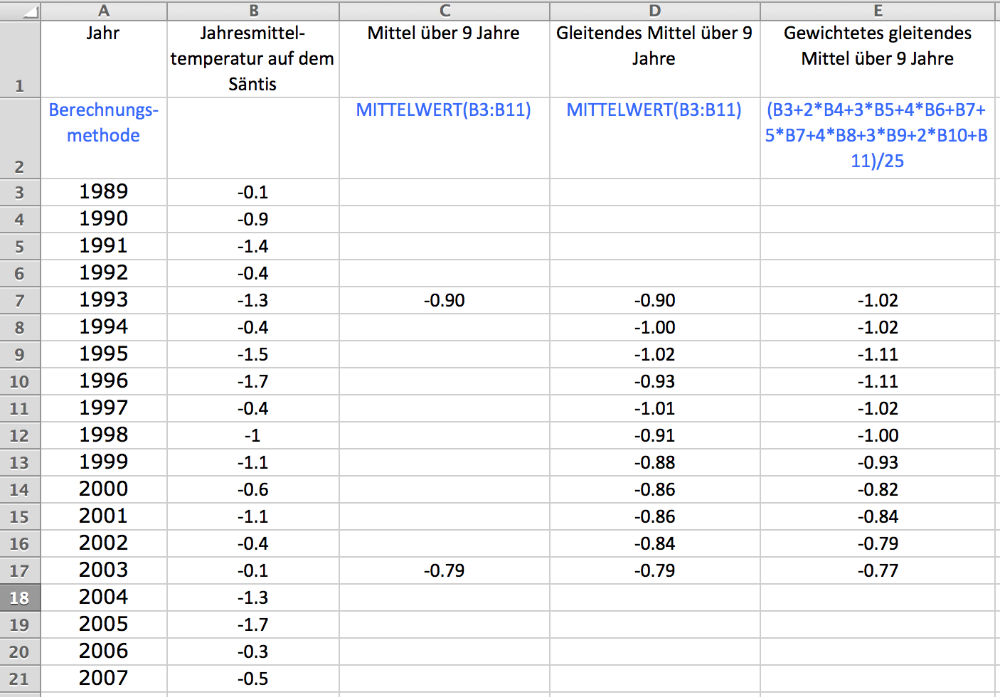 A B C D E
1 Jahr Jahresmittel- Mittel über 9 Jahre Gleitendes Mittel über 9 Gewichtetes gleitendes
temperatur auf dem Jahre Mittel über 9 Jahre
Säntis
2 Berechnungs- MITTELWERT(B3:B11) MITTELWERT(B3:B11) (B3+2*B4+3*B5+4*B6+B7+
methode 5*B7+4*B8+3*B9+2*B10+B
11)/25
3 1989 -0.1
4 1990 -0.9
5 1991 -1.4
6 1992 -0.4
7 1993 -1.3 -0.90 -0.90 -1.02
8 1994 -0.4 -1.00 -1.02
9 1995 -1.5 -1.02 -1.11
10 1996 -1.7 -0.93 -1.11
11 1997 -0.4 -1.01 -1.02
12 1998 -1 -0.91 -1.00
13 1999 -1.1 -0.88 -0.93
14 2000 -0.6 -0.86 -0.82
15 2001 -1.1 -0.86 -0.84
16 2002 -0.4 -0.84 -0.79
17 2003 -0.1 -0.79 -0.79 -0.77
18 2004 -1.3
19 2005 -1.7
20 2006 -0.3
21 2007 -0.5